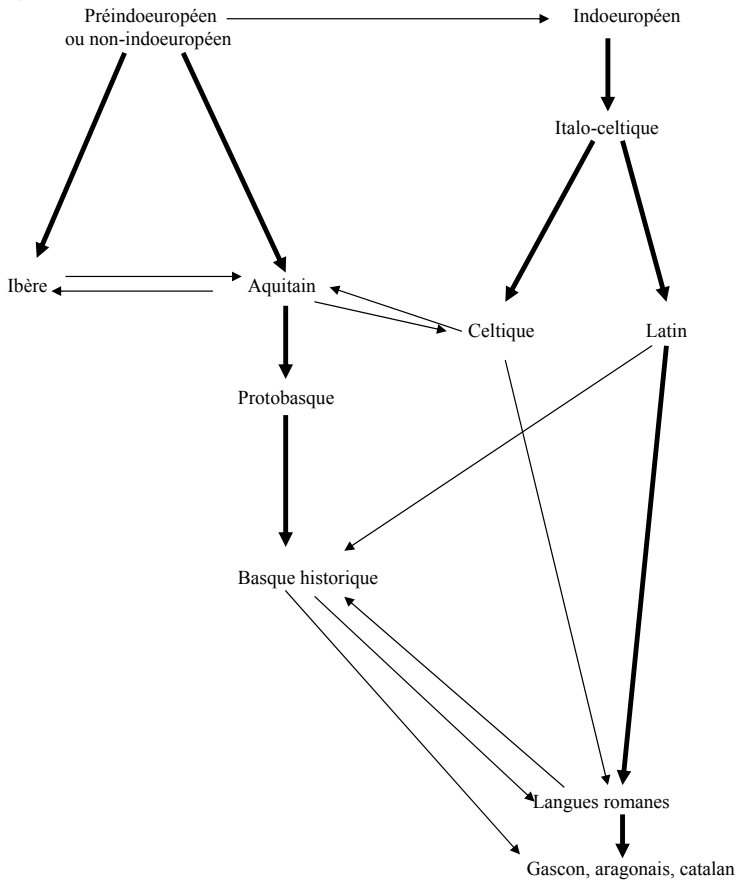 Préindoeuropéen
ou non-indoeuropéen
Indoeuropéen
Italo-celtique
Ibère
Aquitain
Celtique
Latin
Protobasque
Basque historique
Langues romanes
Gascon, aragonais, catalan